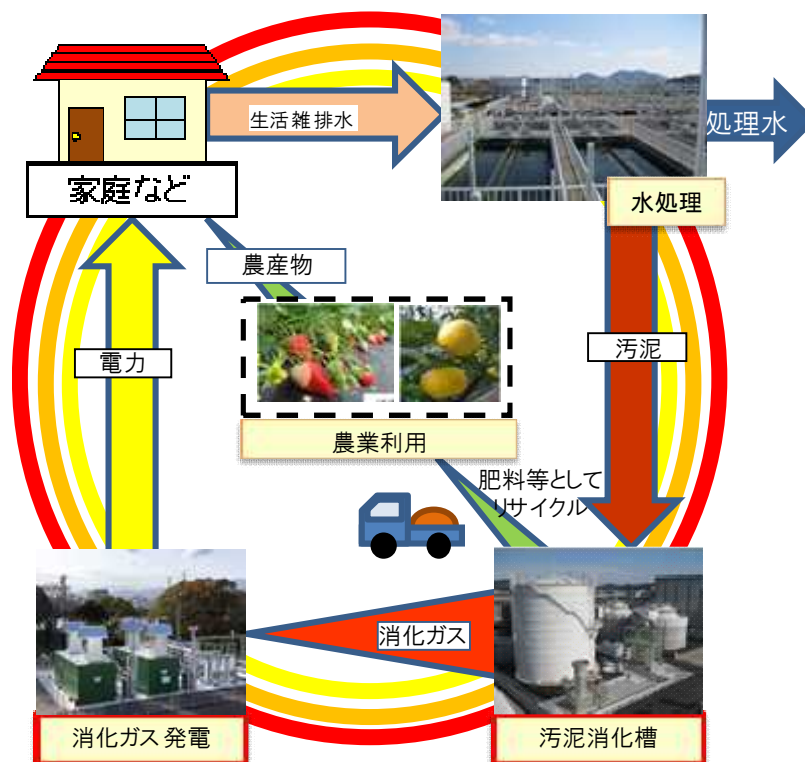 生活雑排水
処理水
家庭など
水処理
農産物
電力
汚泥
農業利用
肥料等として
リサイクル
消化ガス
消化ガス発電
汚泥消化槽